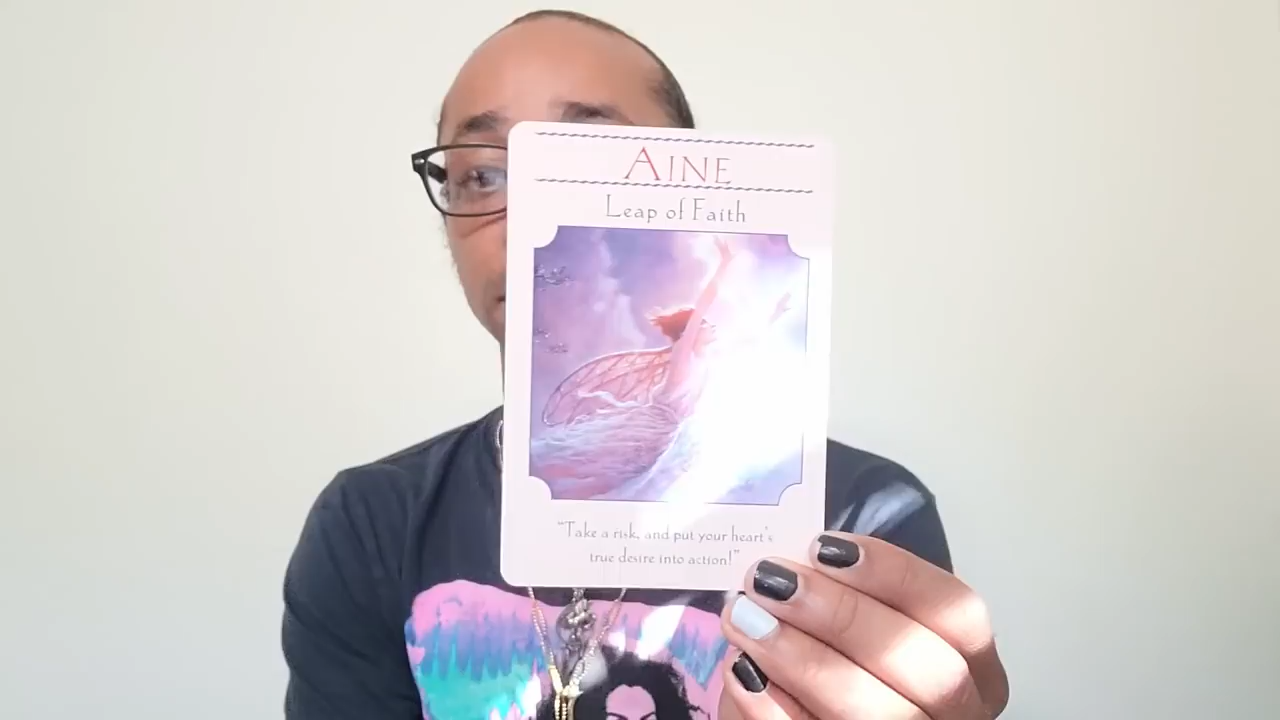 AINE
Leap of Faith
"Take a risk, and put your heart's
true desire into action!"